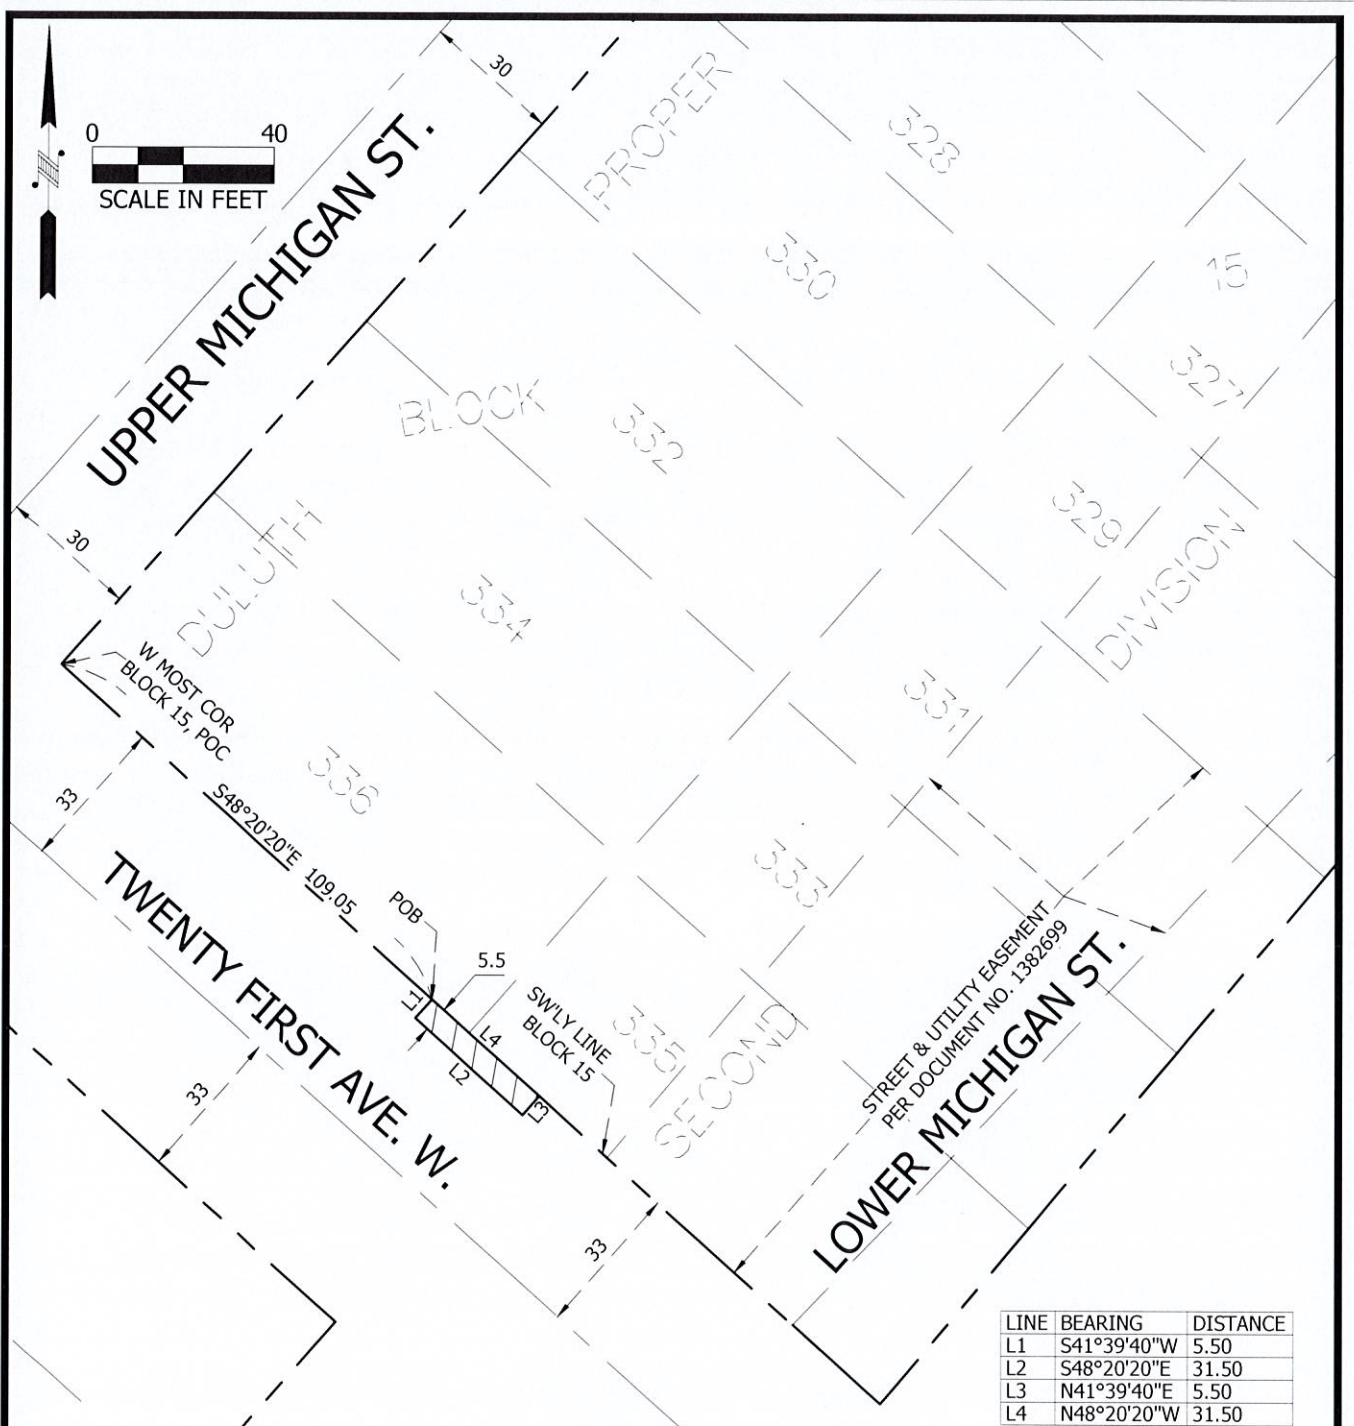 30
PROPER
328
0 40
SCALE IN FEET
UPPER MICHIGAN ST.
330
15
327
BLOCK
332
329
DULUTH
30
334
DIVISION
W MOST COR
BLOCK 15, POC
331
336
33
S48°20'20"E 109.05
333
TWENTY FIRST AVE. W.
POB
5.5
L1
L4
L2
L3
SW'LY LINE
BLOCK 15
335
SECOND
STREET & UTILITY EASEMENT
PER DOCUMENT NO. 1382699
LOWER MICHIGAN ST.
33
33
LINE BEARING DISTANCE
L1 S41°39'40"W 5.50
L2 S48°20'20"E 31.50
L3 N41°39'40"E 5.50
L4 N48°20'20"W 31.50